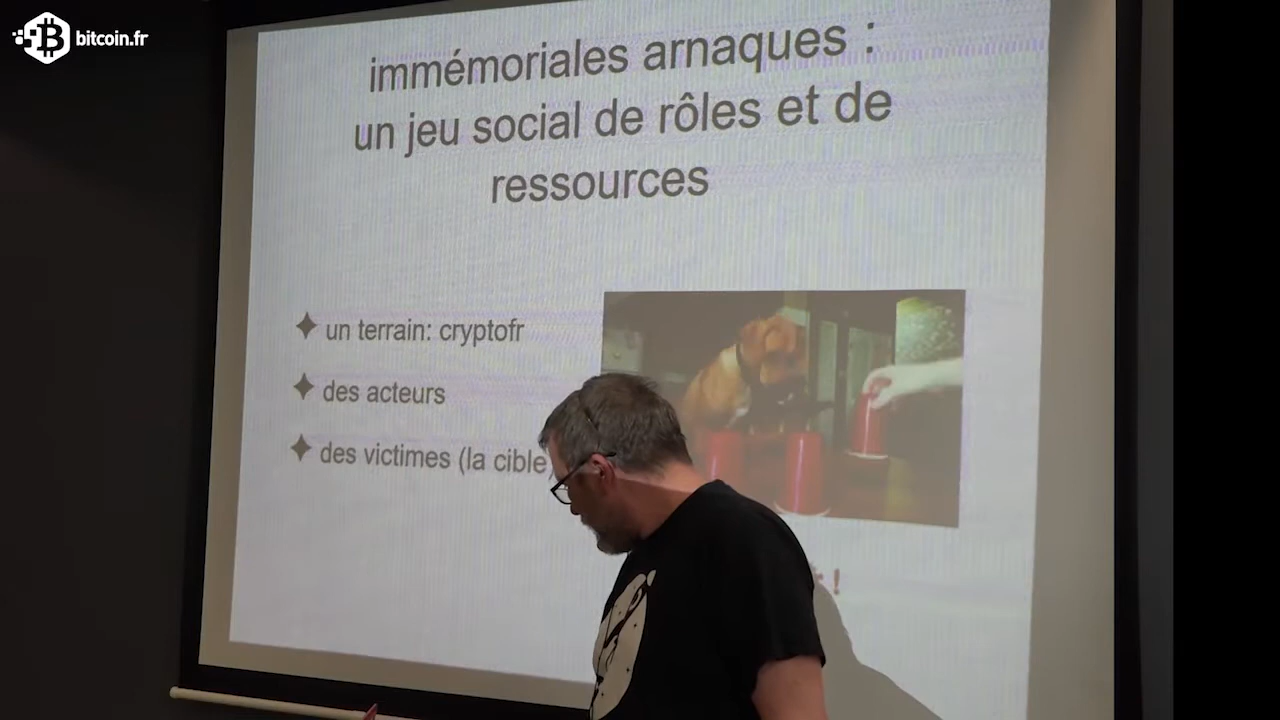 bitcoin.fr
immémoriales arnaques :
un jeu social de rôles et de
ressources
un terrain: cryptofr
des acteurs
des victimes (la cible)